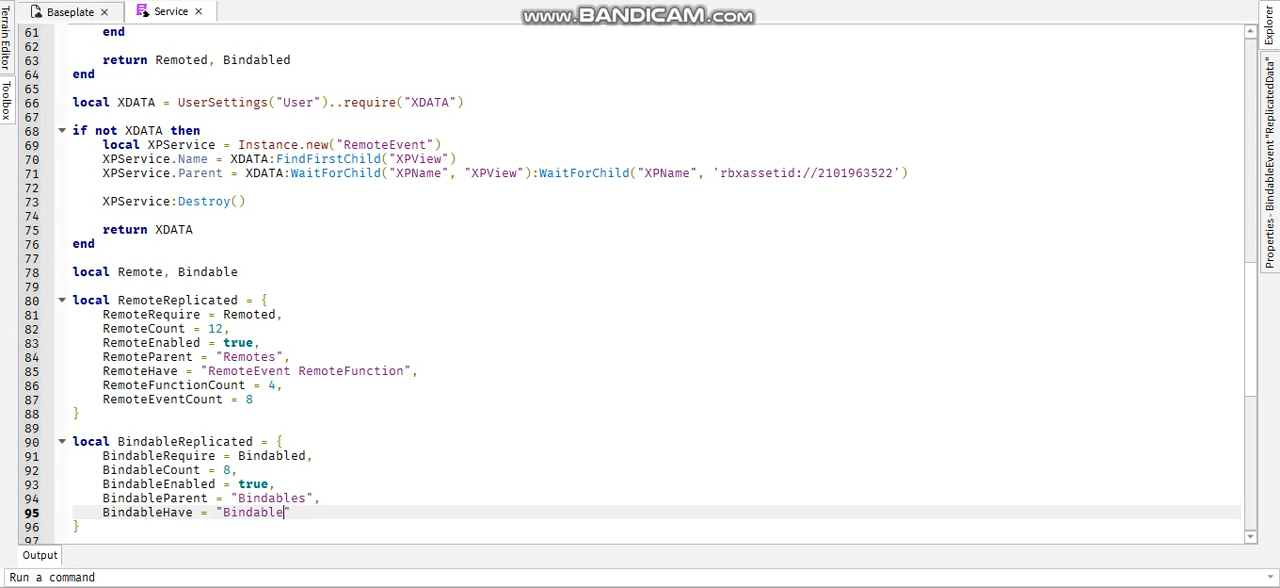 Baseplate ×
Service ×
www.BANDICAM.com
Terrain Editor
Toolbox
Explorer
Properties - BindableEvent "ReplicatedData"
61 end
62
63 return Remoted, Bindabled
64 end
65
66 local XDATA = UserSettings("User")..require("XDATA")
67
68 if not XDATA then
69 local XPService = Instance.new("RemoteEvent")
70 XPService.Name = XDATA:FindFirstChild("XPView")
71 XPService.Parent = XDATA:WaitForChild("XPName", "XPView"):WaitForChild("XPName", 'rbxassetid://2101963522')
72
73 XPService:Destroy()
74
75 return XDATA
76 end
77
78 local Remote, Bindable
79
80 local RemoteReplicated = {
81 RemoteRequire = Remoted,
82 RemoteCount = 12,
83 RemoteEnabled = true,
84 RemoteParent = "Remotes",
85 RemoteHave = "RemoteEvent RemoteFunction",
86 RemoteFunctionCount = 4,
87 RemoteEventCount = 8
88 }
89
90 local BindableReplicated = {
91 BindableRequire = Bindabled,
92 BindableCount = 8,
93 BindableEnabled = true,
94 BindableParent = "Bindables",
95 BindableHave = "Bindable"
96 }
97
Output
Run a command